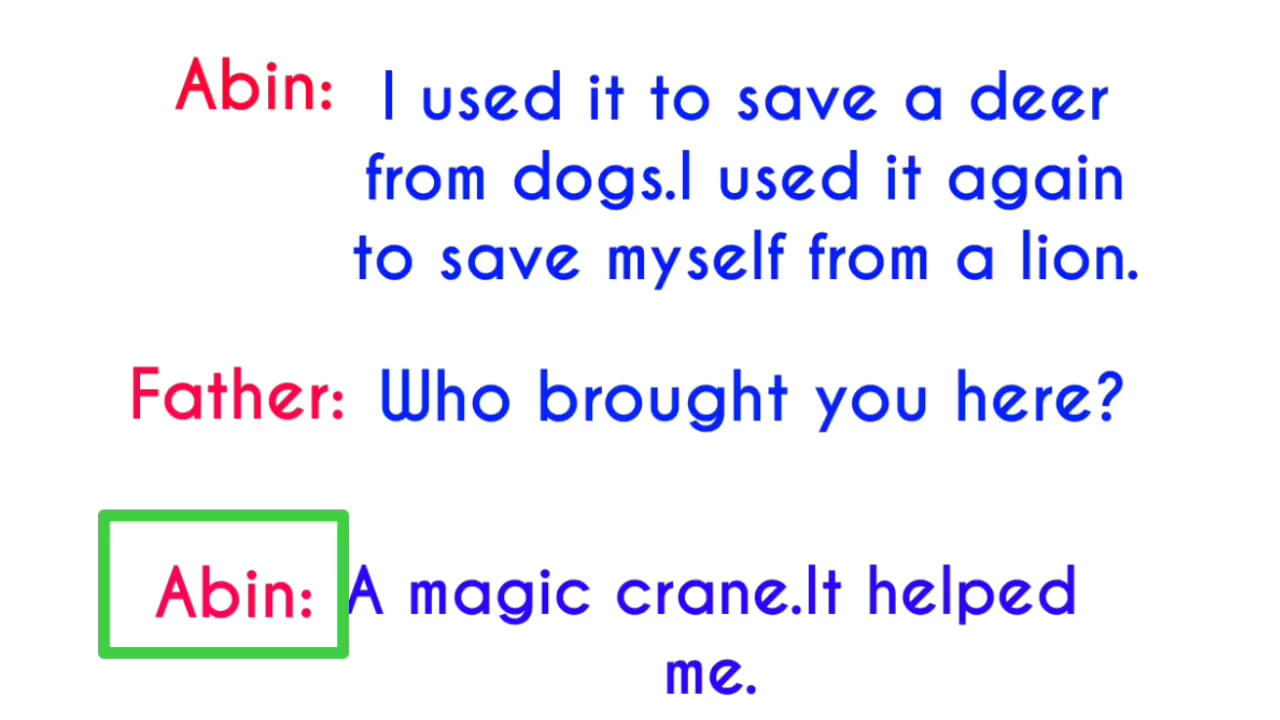 Abin: I used it to save a deer
from dogs.I used it again
to save myself from a lion.
Father: Who brought you here?
Abin: A magic crane.It helped
me.